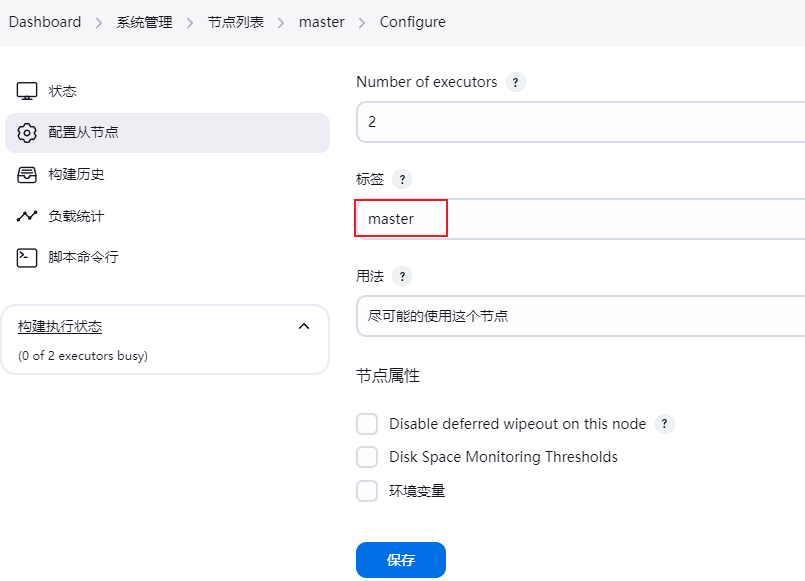 Dashboard > 系统管理 > 节点列表 > master > Configure
状态
配置从节点
构建历史
负载统计
脚本命令行
构建执行状态
(0 of 2 executors busy)
Number of executors ?
2
标签 ?
master
用法 ?
尽可能的使用这个节点
节点属性
Disable deferred wipeout on this node ?
Disk Space Monitoring Thresholds
环境变量
保存